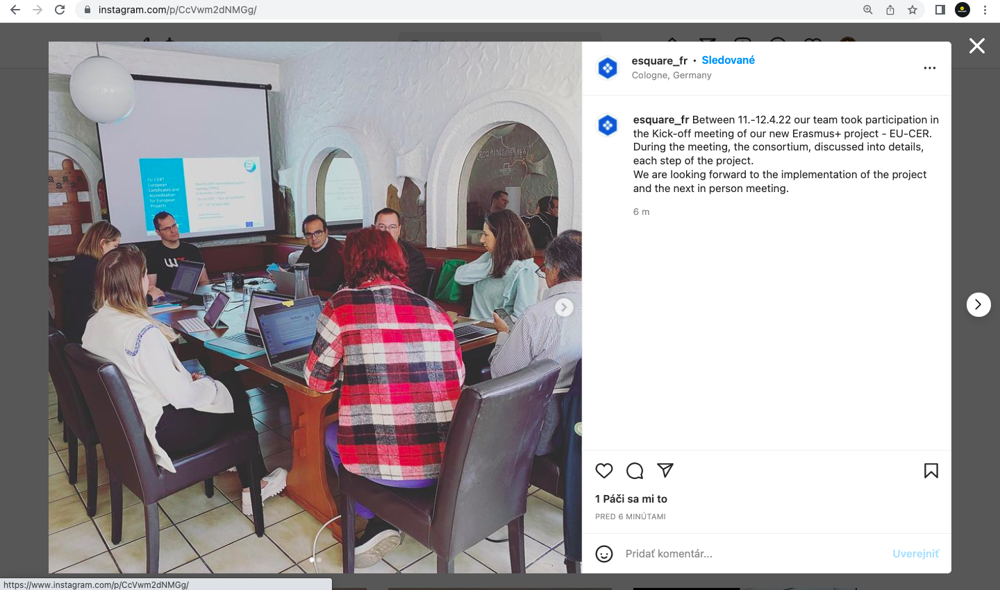 instagram.com/p/CcVwm2dNMGg/
esquare_fr • Sledované
Cologne, Germany
esquare_fr Between 11.-12.4.22 our team took participation in
the Kick-off meeting of our new Erasmus+ project - EU-CER.
During the meeting, the consortium, discussed into details,
each step of the project.
We are looking forward to the implementation of the project
and the next in person meeting.
6 m
EU-CERT
European
Certificates and
Accreditation
for European
Projects
1 Páči sa mi to
PRED 6 MINÚTAMI
Pridať komentár...
Uverejniť
https://www.instagram.com/p/CcVwm2dNMGg/